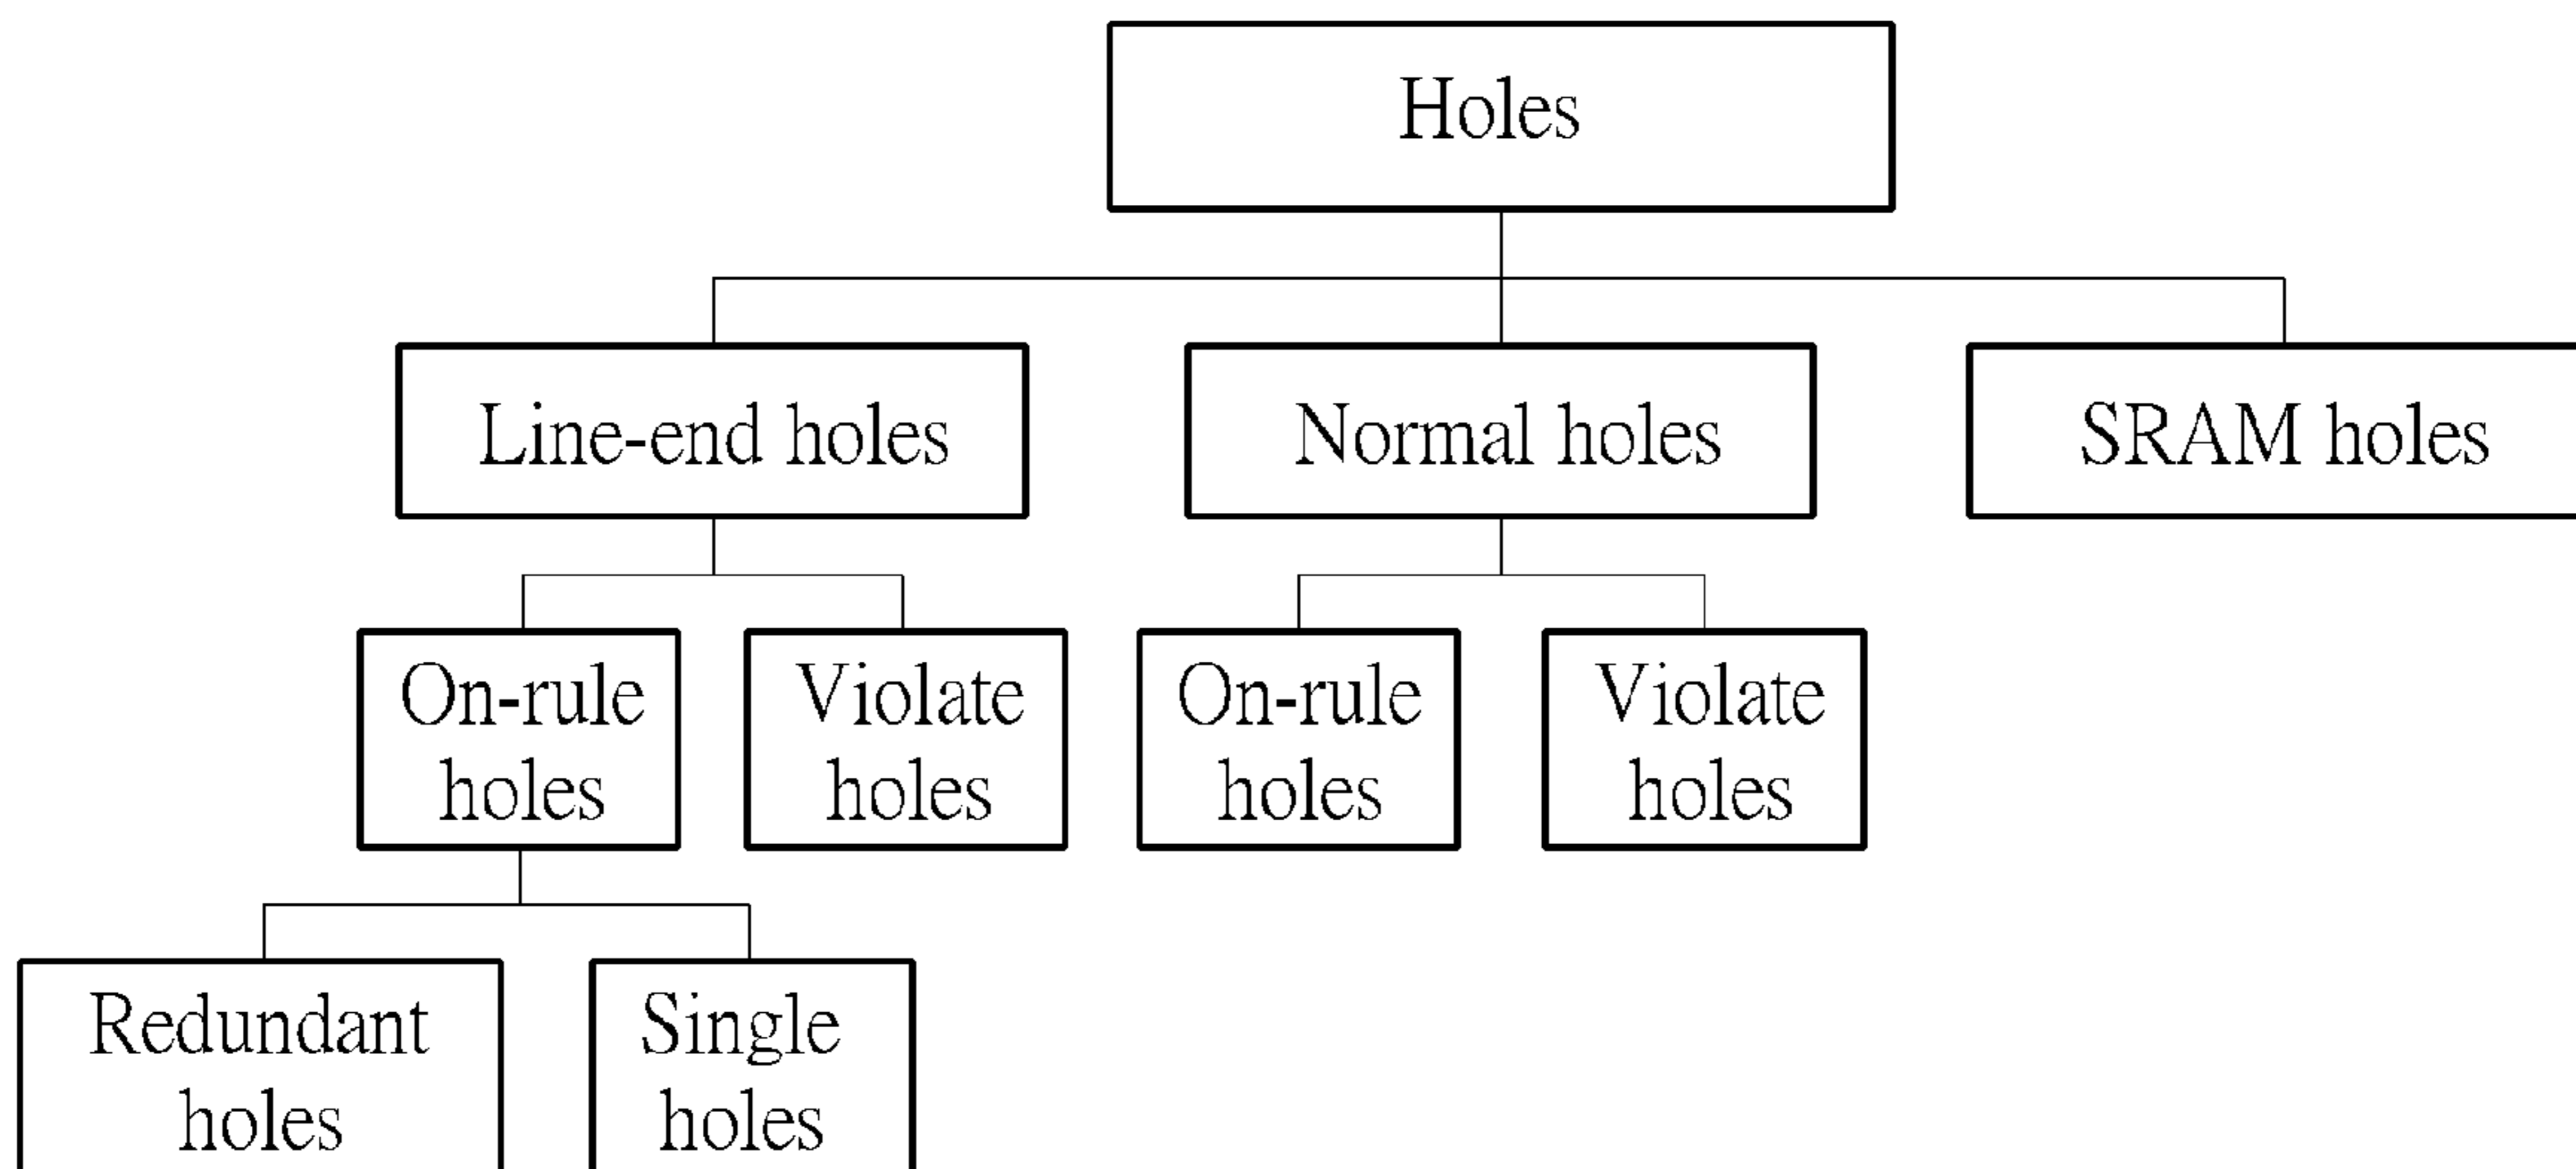 Holes
Line-end holes
Normal holes
SRAM holes
On-rule
holes
Violate
holes
On-rule
holes
Violate
holes
Redundant
holes
Single
holes